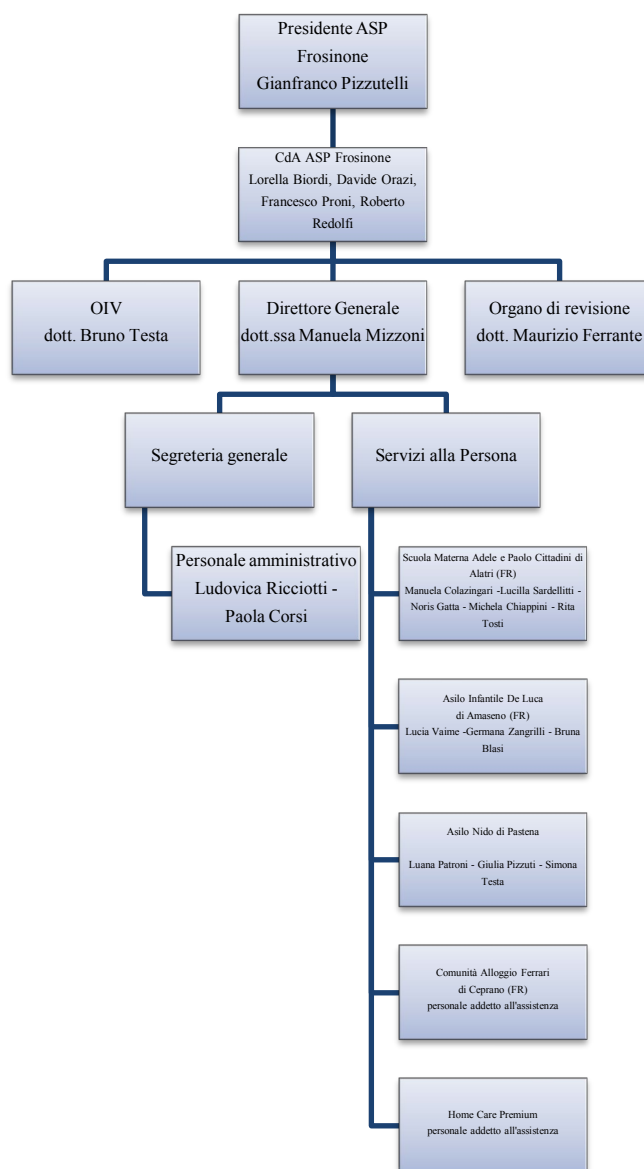 Presidente ASP
Frosinone
Gianfranco Pizzutelli
CdA ASP Frosinone
Lorella Biordi, Davide Orazi,
Francesco Proni, Roberto
Redolfi
OIV
dott. Bruno Testa
Direttore Generale
dott.ssa Manuela Mizzoni
Organo di revisione
dott. Maurizio Ferrante
Segreteria generale
Servizi alla Persona
Personale amministrativo
Ludovica Ricciotti -
Paola Corsi
Scuola Materna Adele e Paolo Cittadini di
Alatri (FR)
Manuela Colazingari -Lucilla Sardellitti -
Noris Gatta - Michela Chiappini - Rita
Tosti
Asilo Infantile De Luca
di Amaseno (FR)
Lucia Vaime -Germana Zangrilli - Bruna
Blasi
Asilo Nido di Pastena
Luana Patroni - Giulia Pizzuti - Simona
Testa
Comunità Alloggio Ferrari
di Ceprano (FR)
personale addetto all'assistenza
Home Care Premium
personale addetto all'assistenza